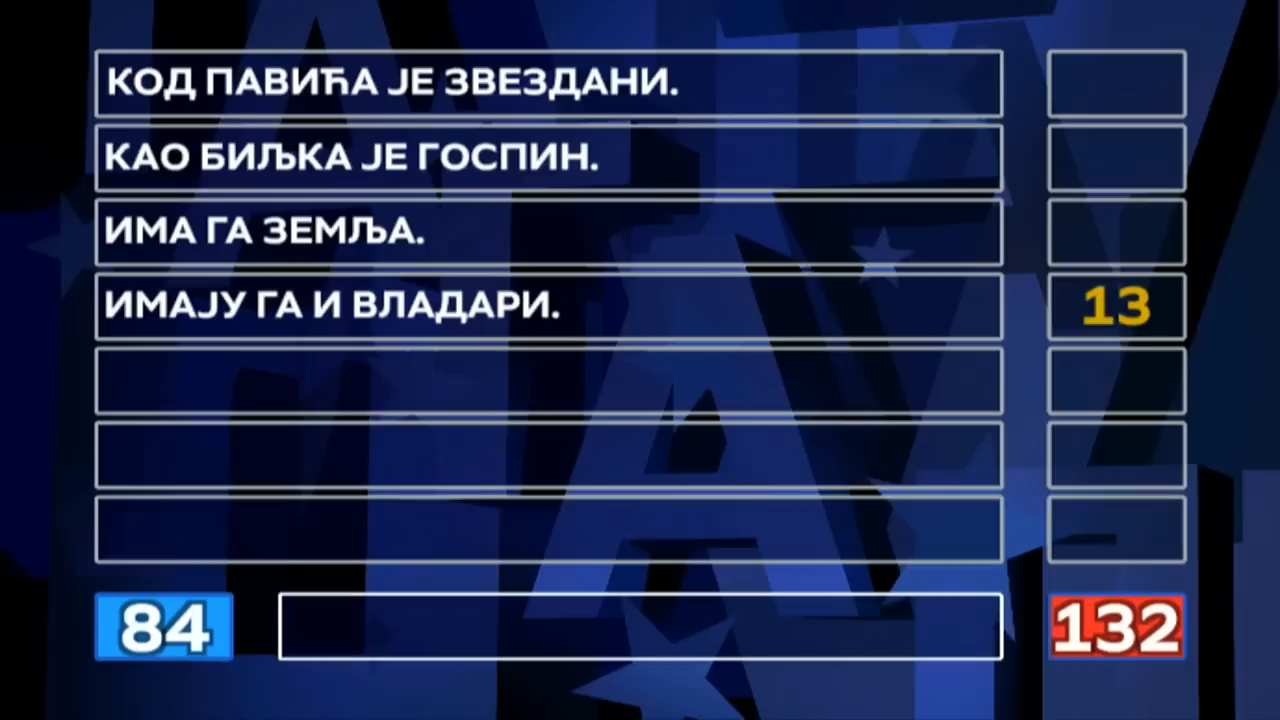 КОД ПАВИЋА ЈЕ ЗВЕЗДАНИ.
КАО БИЉКА ЈЕ ГОСПИН.
ИМА ГА ЗЕМЉА.
ИМАЈУ ГА И ВЛАДАРИ.
13
84
132